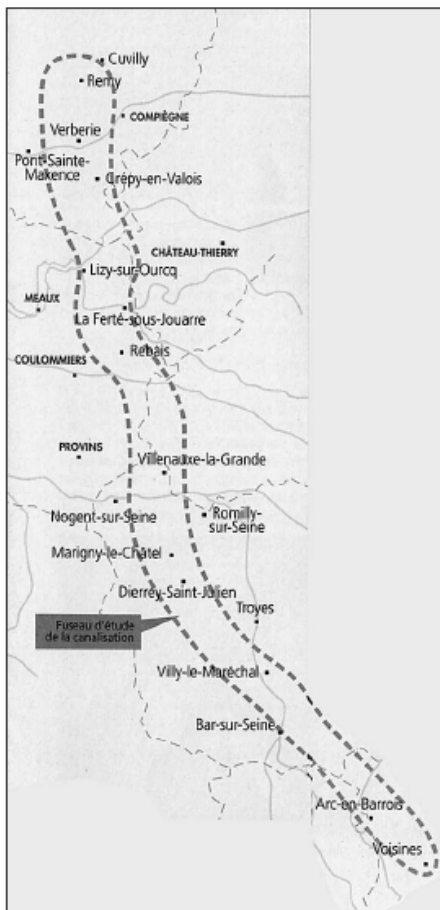 Cuvilly
Remy
COMPIÈGNE
Verberie
Pont-Sainte-
Maxence
Crépy-en-Valois
CHÂTEAU-THIERRY
Lizy-sur-Ourcq
MEAUX
La Ferté-sous-Jouarre
Rebais
COULOMMIERS
PROVINS
Villenauxe-la-Grande
Nogent-sur-Seine
Romilly-
sur-Seine
Marigny-le-Châtel
Dierrey-Saint-Julien
Troyes
Fuseau d'étude
de la canalisation
Villy-le-Maréchal
Bar-sur-Seine
Arc-en-Barrois
Voisines